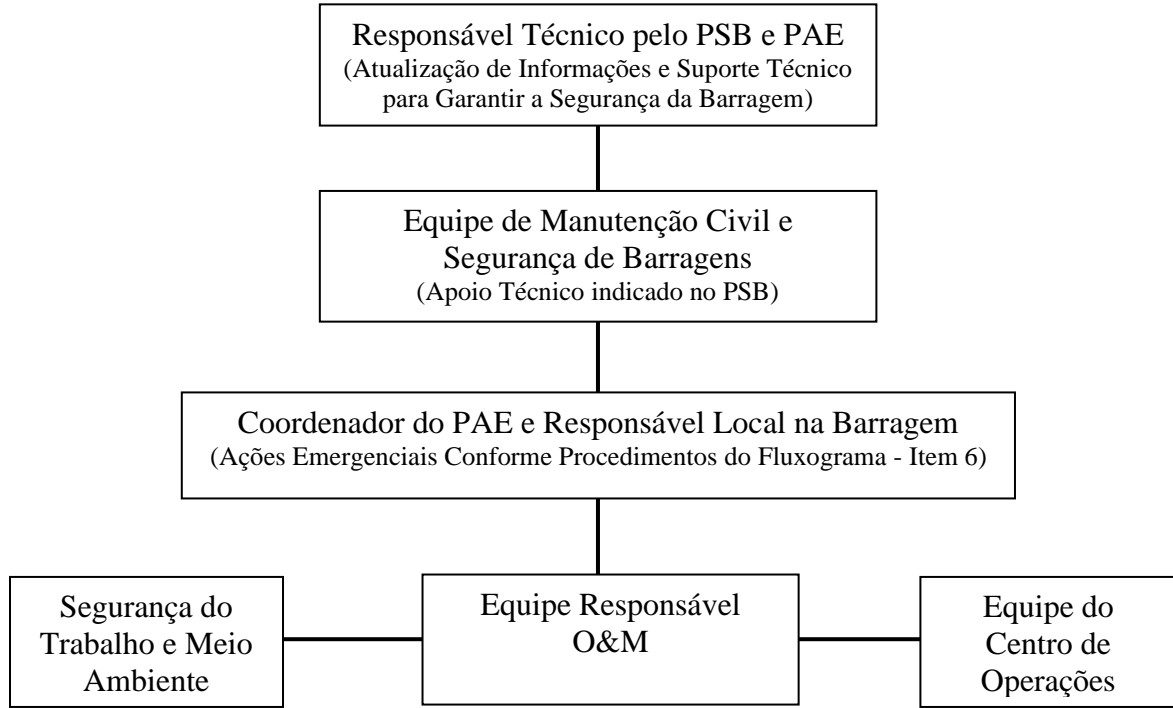 Responsável Técnico pelo PSB e PAE
(Atualização de Informações e Suporte Técnico
para Garantir a Segurança da Barragem)
Equipe de Manutenção Civil e
Segurança de Barragens
(Apoio Técnico indicado no PSB)
Coordenador do PAE e Responsável Local na Barragem
(Ações Emergenciais Conforme Procedimentos do Fluxograma - Item 6)
Segurança do
Trabalho e Meio
Ambiente
Equipe Responsável
O&M
Equipe do
Centro de
Operações